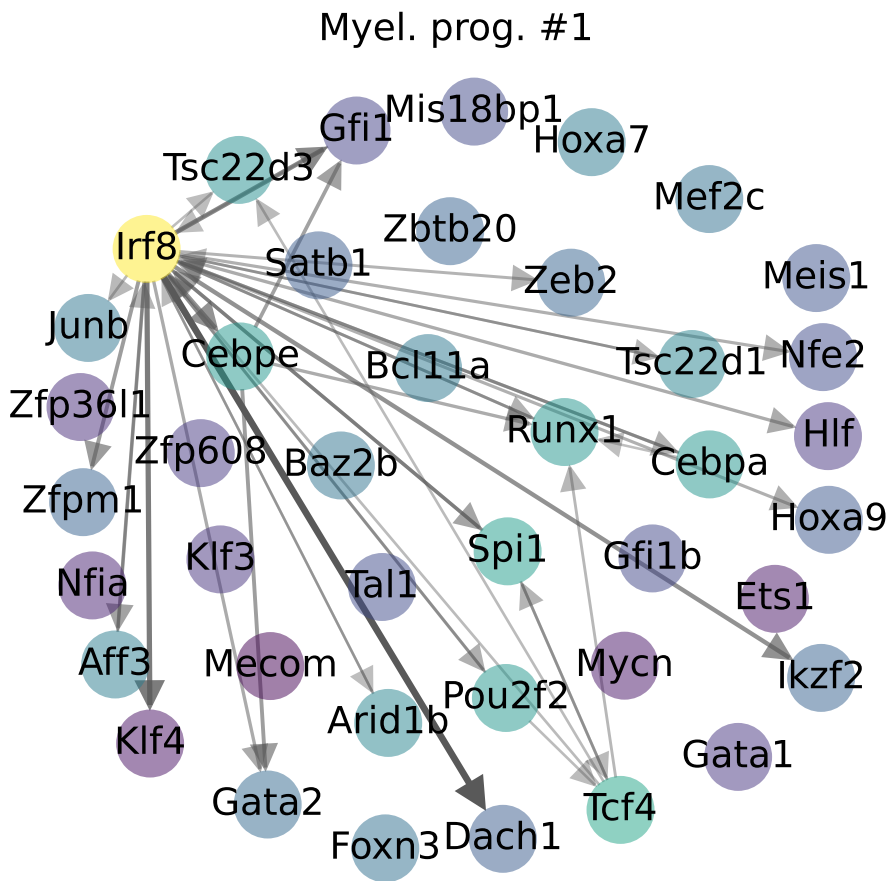 Myel. prog. #1
Mis18bp1
Gfi1
Hoxa7
Tsc22d3
Mef2c
Zbtb20
Irf8
Satb1
Zeb2
Meis1
Junb
Cebpe
Bcl11a
Tsc22d1
Nfe2
Zfp36l1
Runx1
Hlf
Zfp608
Baz2b
Cebpa
Zfpm1
Hoxa9
Spi1
Klf3
Gfi1b
Nfia
Tal1
Ets1
Aff3
Mecom
Mycn
Ikzf2
Pou2f2
Arid1b
Klf4
Gata1
Gata2
Tcf4
Foxn3
Dach1